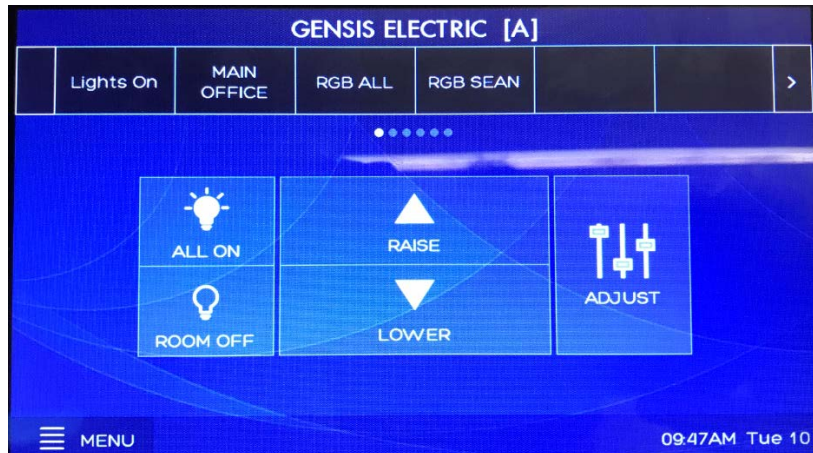 GENSIS ELECTRIC [A]
Lights On
MAIN
OFFICE
RGB ALL
RGB SEAN
>
ALL ON
RAISE
ROOM OFF
LOWER
ADJUST
MENU
09:47AM Tue 10